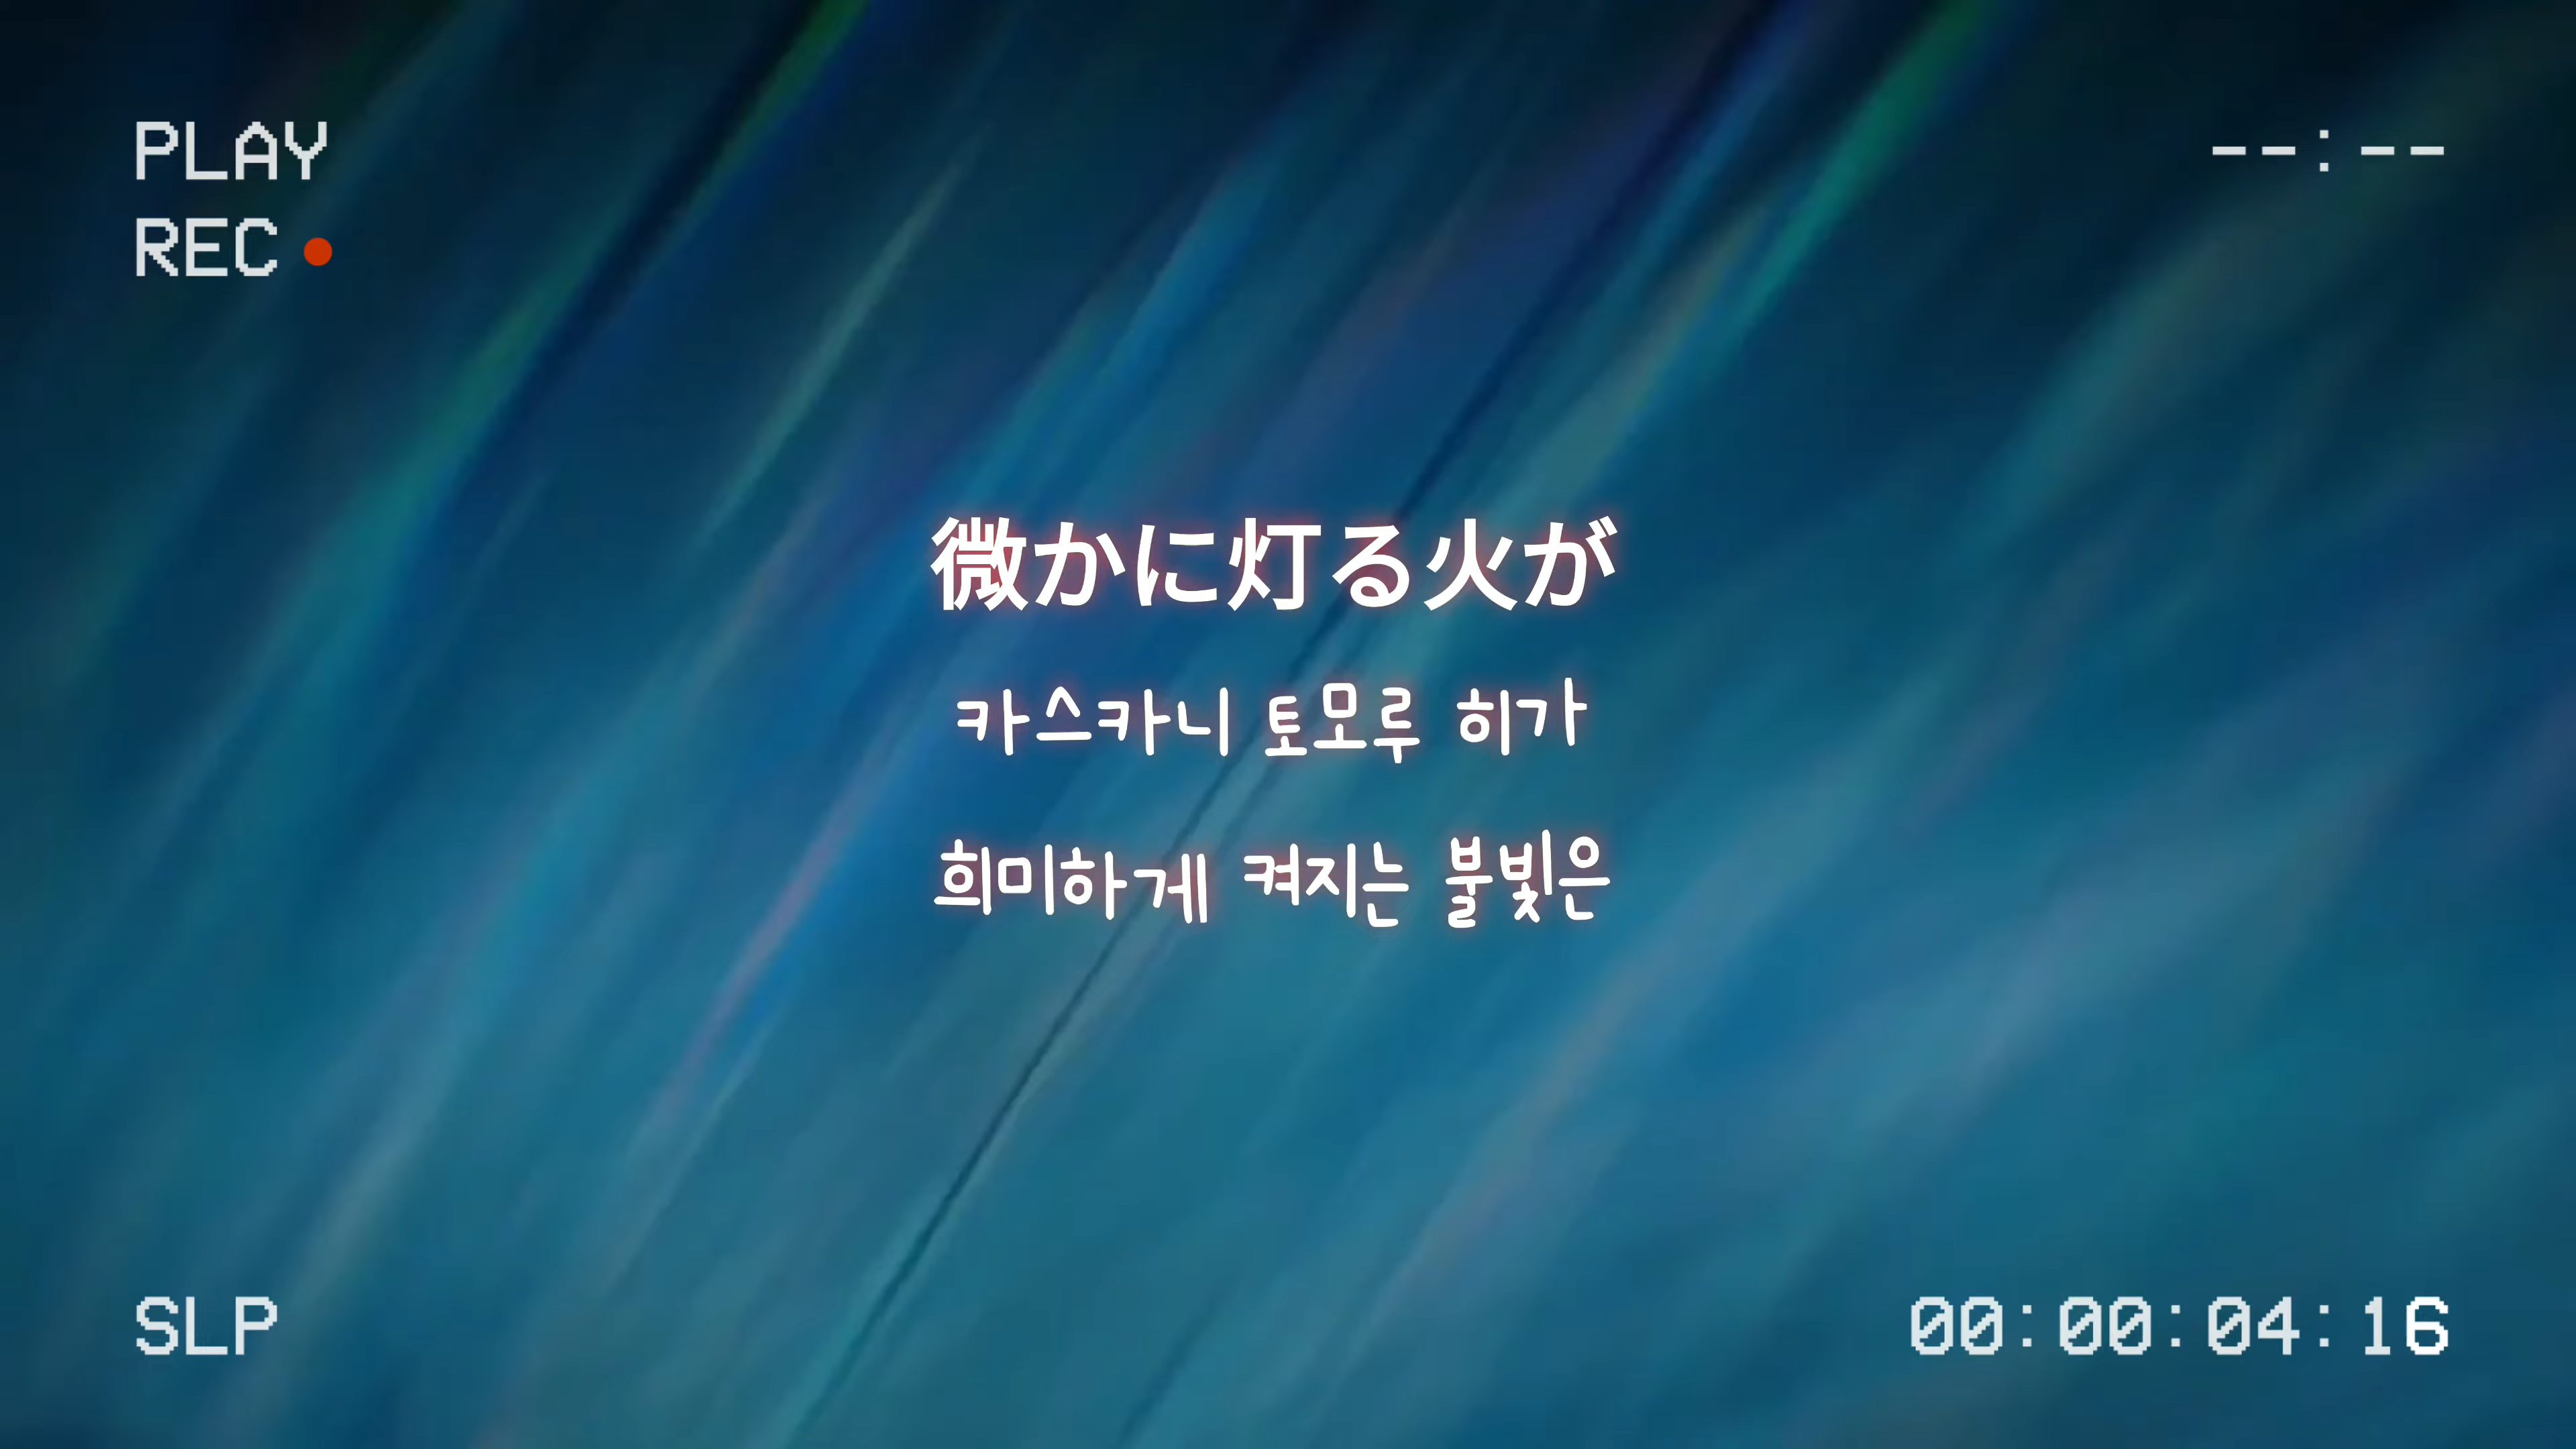 PLAY
--:--
REC
微かに灯る火が
카스카니 토모루 히가
희미하게 켜지는 불빛은
SLP
00:00:04:16